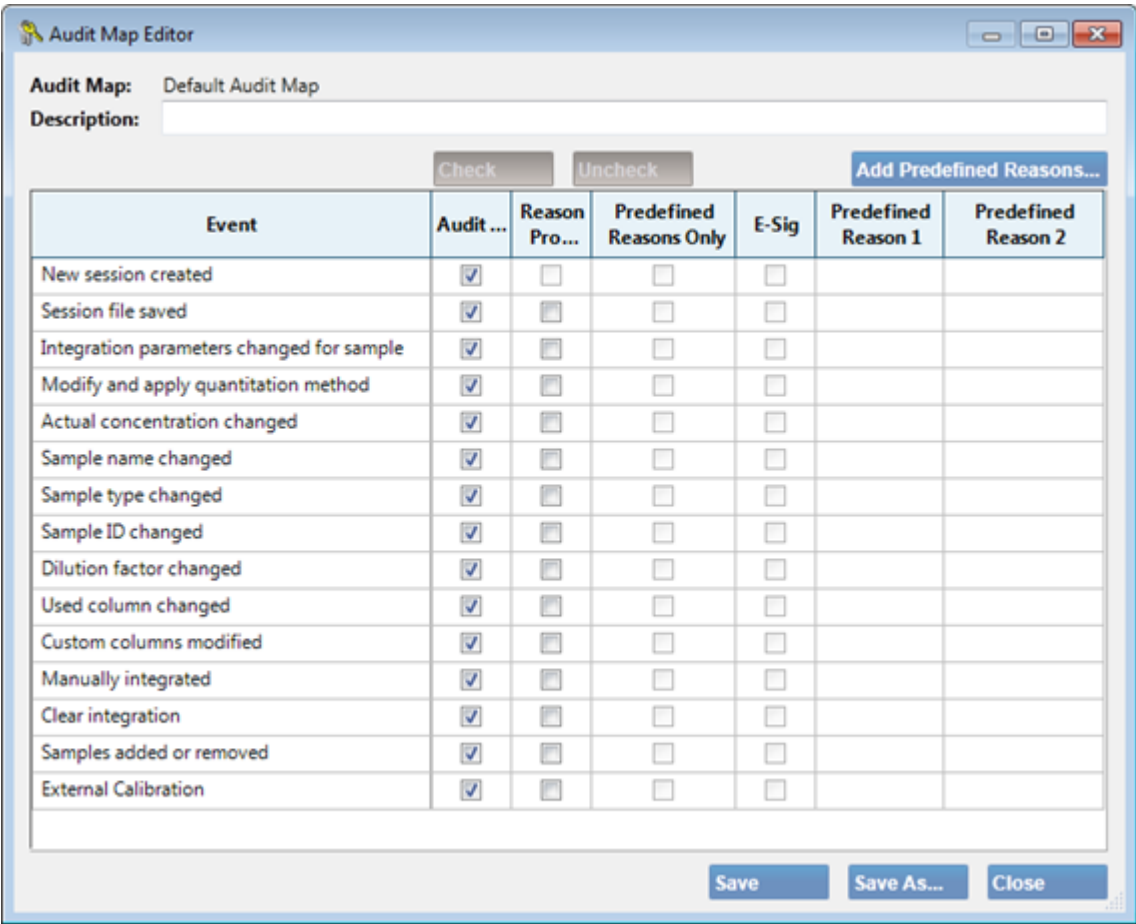 Audit Map Editor
Audit Map: Default Audit Map
Description:
Check Uncheck Add Predefined Reasons...
Event Audit ... Reason Pro... Predefined Reasons Only E-Sig Predefined Reason 1 Predefined Reason 2
New session created
Session file saved
Integration parameters changed for sample
Modify and apply quantitation method
Actual concentration changed
Sample name changed
Sample type changed
Sample ID changed
Dilution factor changed
Used column changed
Custom columns modified
Manually integrated
Clear integration
Samples added or removed
External Calibration
Save Save As... Close